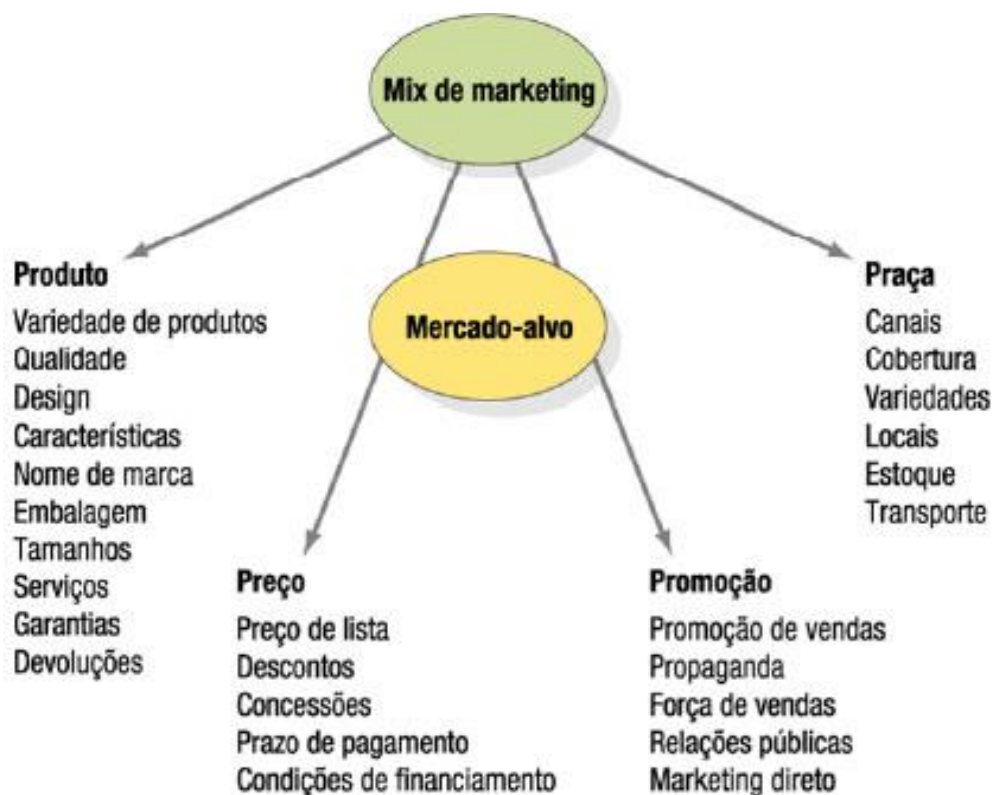 Mix de marketing
Mercado-alvo
Produto
Variedade de produtos
Qualidade
Design
Características
Nome de marca
Embalagem
Tamanhos
Serviços
Garantias
Devoluções
Preço
Preço de lista
Descontos
Concessões
Prazo de pagamento
Condições de financiamento
Promoção
Promoção de vendas
Propaganda
Força de vendas
Relações públicas
Marketing direto
Praça
Canais
Cobertura
Variedades
Locais
Estoque
Transporte